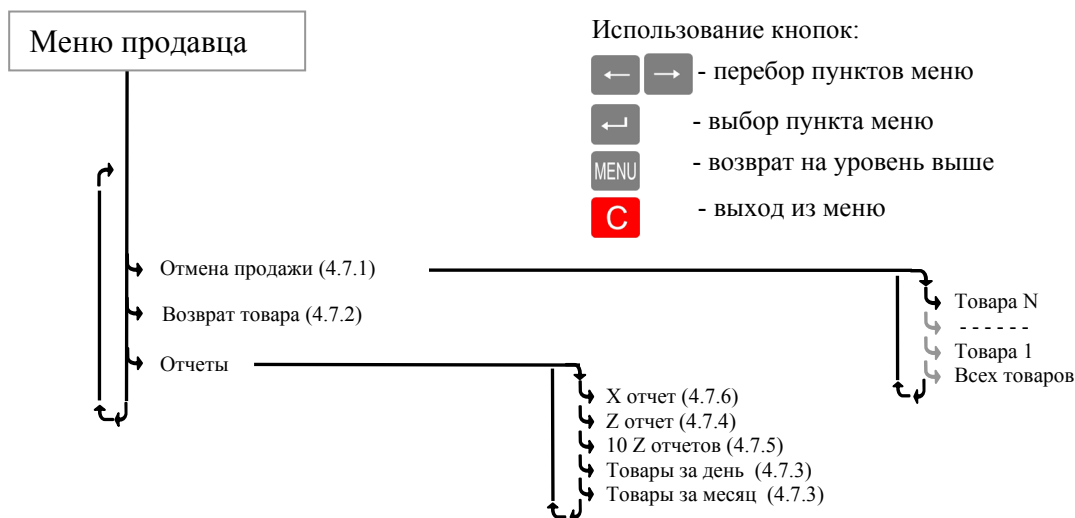 Меню продавца
Использование кнопок:
- перебор пунктов меню
- выбор пункта меню
MENU - возврат на уровень выше
C - выход из меню
Отмена продажи (4.7.1)
Возврат товара (4.7.2)
Отчеты
Товара N
- - - - - -
Товара 1
Всех товаров
X отчет (4.7.6)
Z отчет (4.7.4)
10 Z отчетов (4.7.5)
Товары за день (4.7.3)
Товары за месяц (4.7.3)